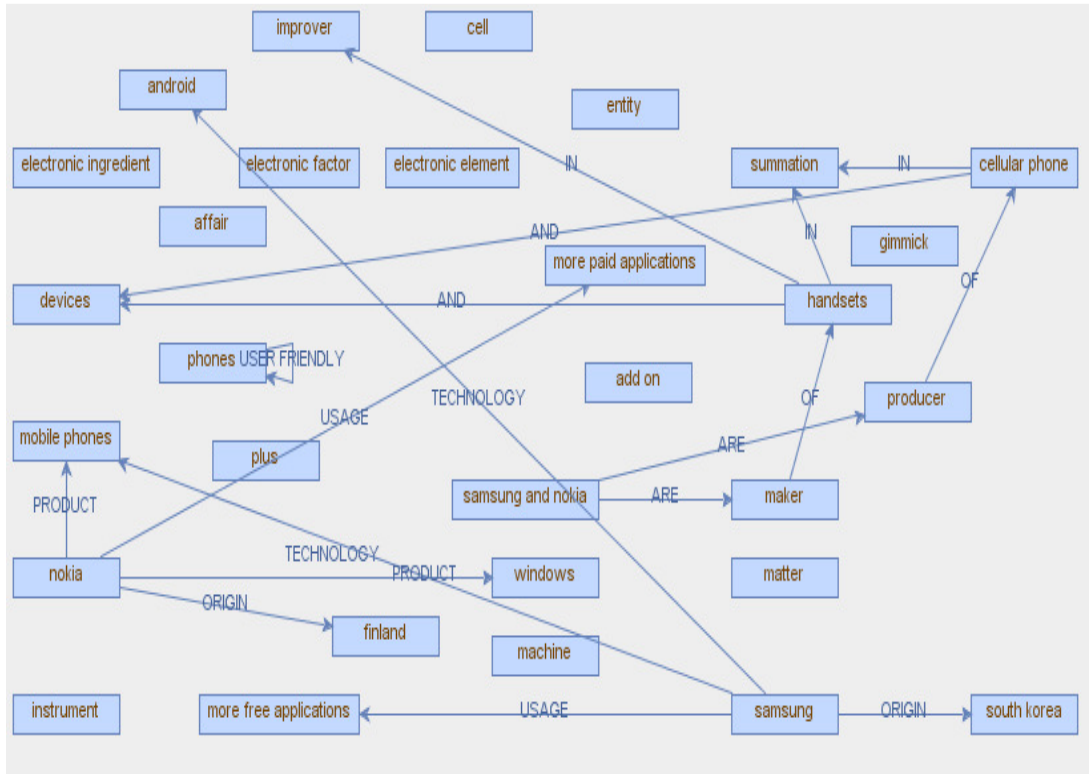 improver
cell
android
entity
electronic ingredient
electronic factor
electronic element
IN
summation
IN
cellular phone
affair
AND
IN
gimmick
more paid applications
OF
devices
AND
handsets
phones
USER FRIENDLY
add on
TECHNOLOGY
OF
producer
USAGE
mobile phones
ARE
plus
samsung and nokia
ARE
maker
PRODUCT
TECHNOLOGY
nokia
PRODUCT
windows
matter
ORIGIN
finland
machine
instrument
more free applications
USAGE
samsung
ORIGIN
south korea